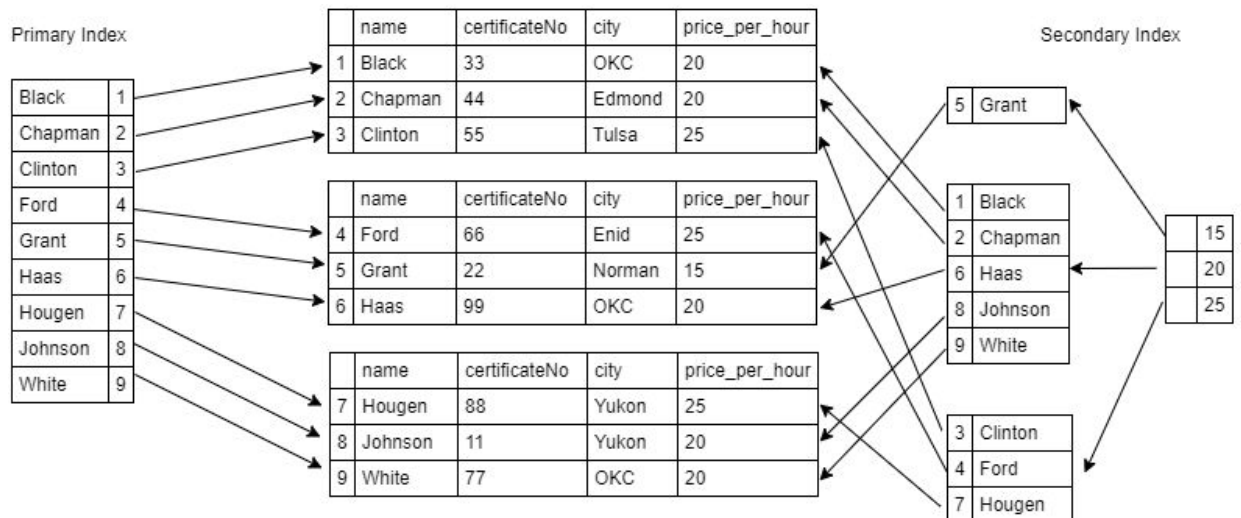 Primary Index
Black 1
Chapman 2
Clinton 3
Ford 4
Grant 5
Haas 6
Hougen 7
Johnson 8
White 9
name certificateNo city price_per_hour
1 Black 33 OKC 20
2 Chapman 44 Edmond 20
3 Clinton 55 Tulsa 25
name certificateNo city price_per_hour
4 Ford 66 Enid 25
5 Grant 22 Norman 15
6 Haas 99 OKC 20
name certificateNo city price_per_hour
7 Hougen 88 Yukon 25
8 Johnson 11 Yukon 20
9 White 77 OKC 20
Secondary Index
5 Grant
1 Black
2 Chapman
6 Haas
8 Johnson
9 White
3 Clinton
4 Ford
7 Hougen
15
20
25